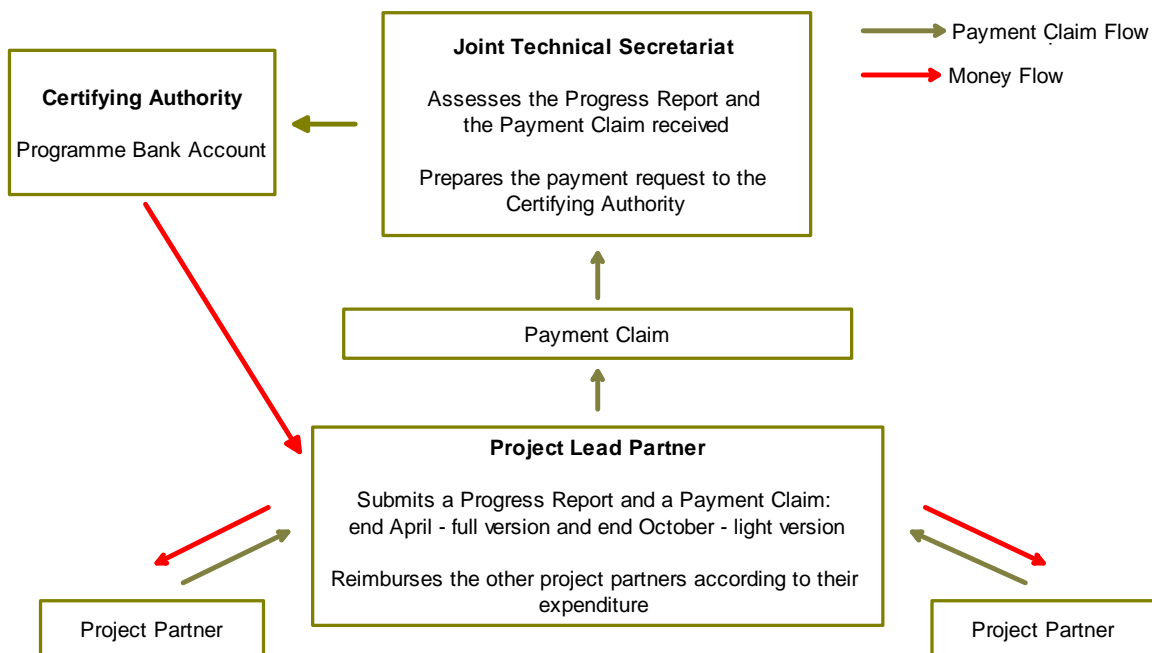 Joint Technical Secretariat
Assesses the Progress Report and
the Payment Claim received
Prepares the payment request to the
Certifying Authority
Payment Claim Flow
Money Flow
Certifying Authority
Programme Bank Account
Payment Claim
Project Lead Partner
Submits a Progress Report and a Payment Claim:
end April - full version and end October - light version
Reimburses the other project partners according to their
expenditure
Project Partner
Project Partner